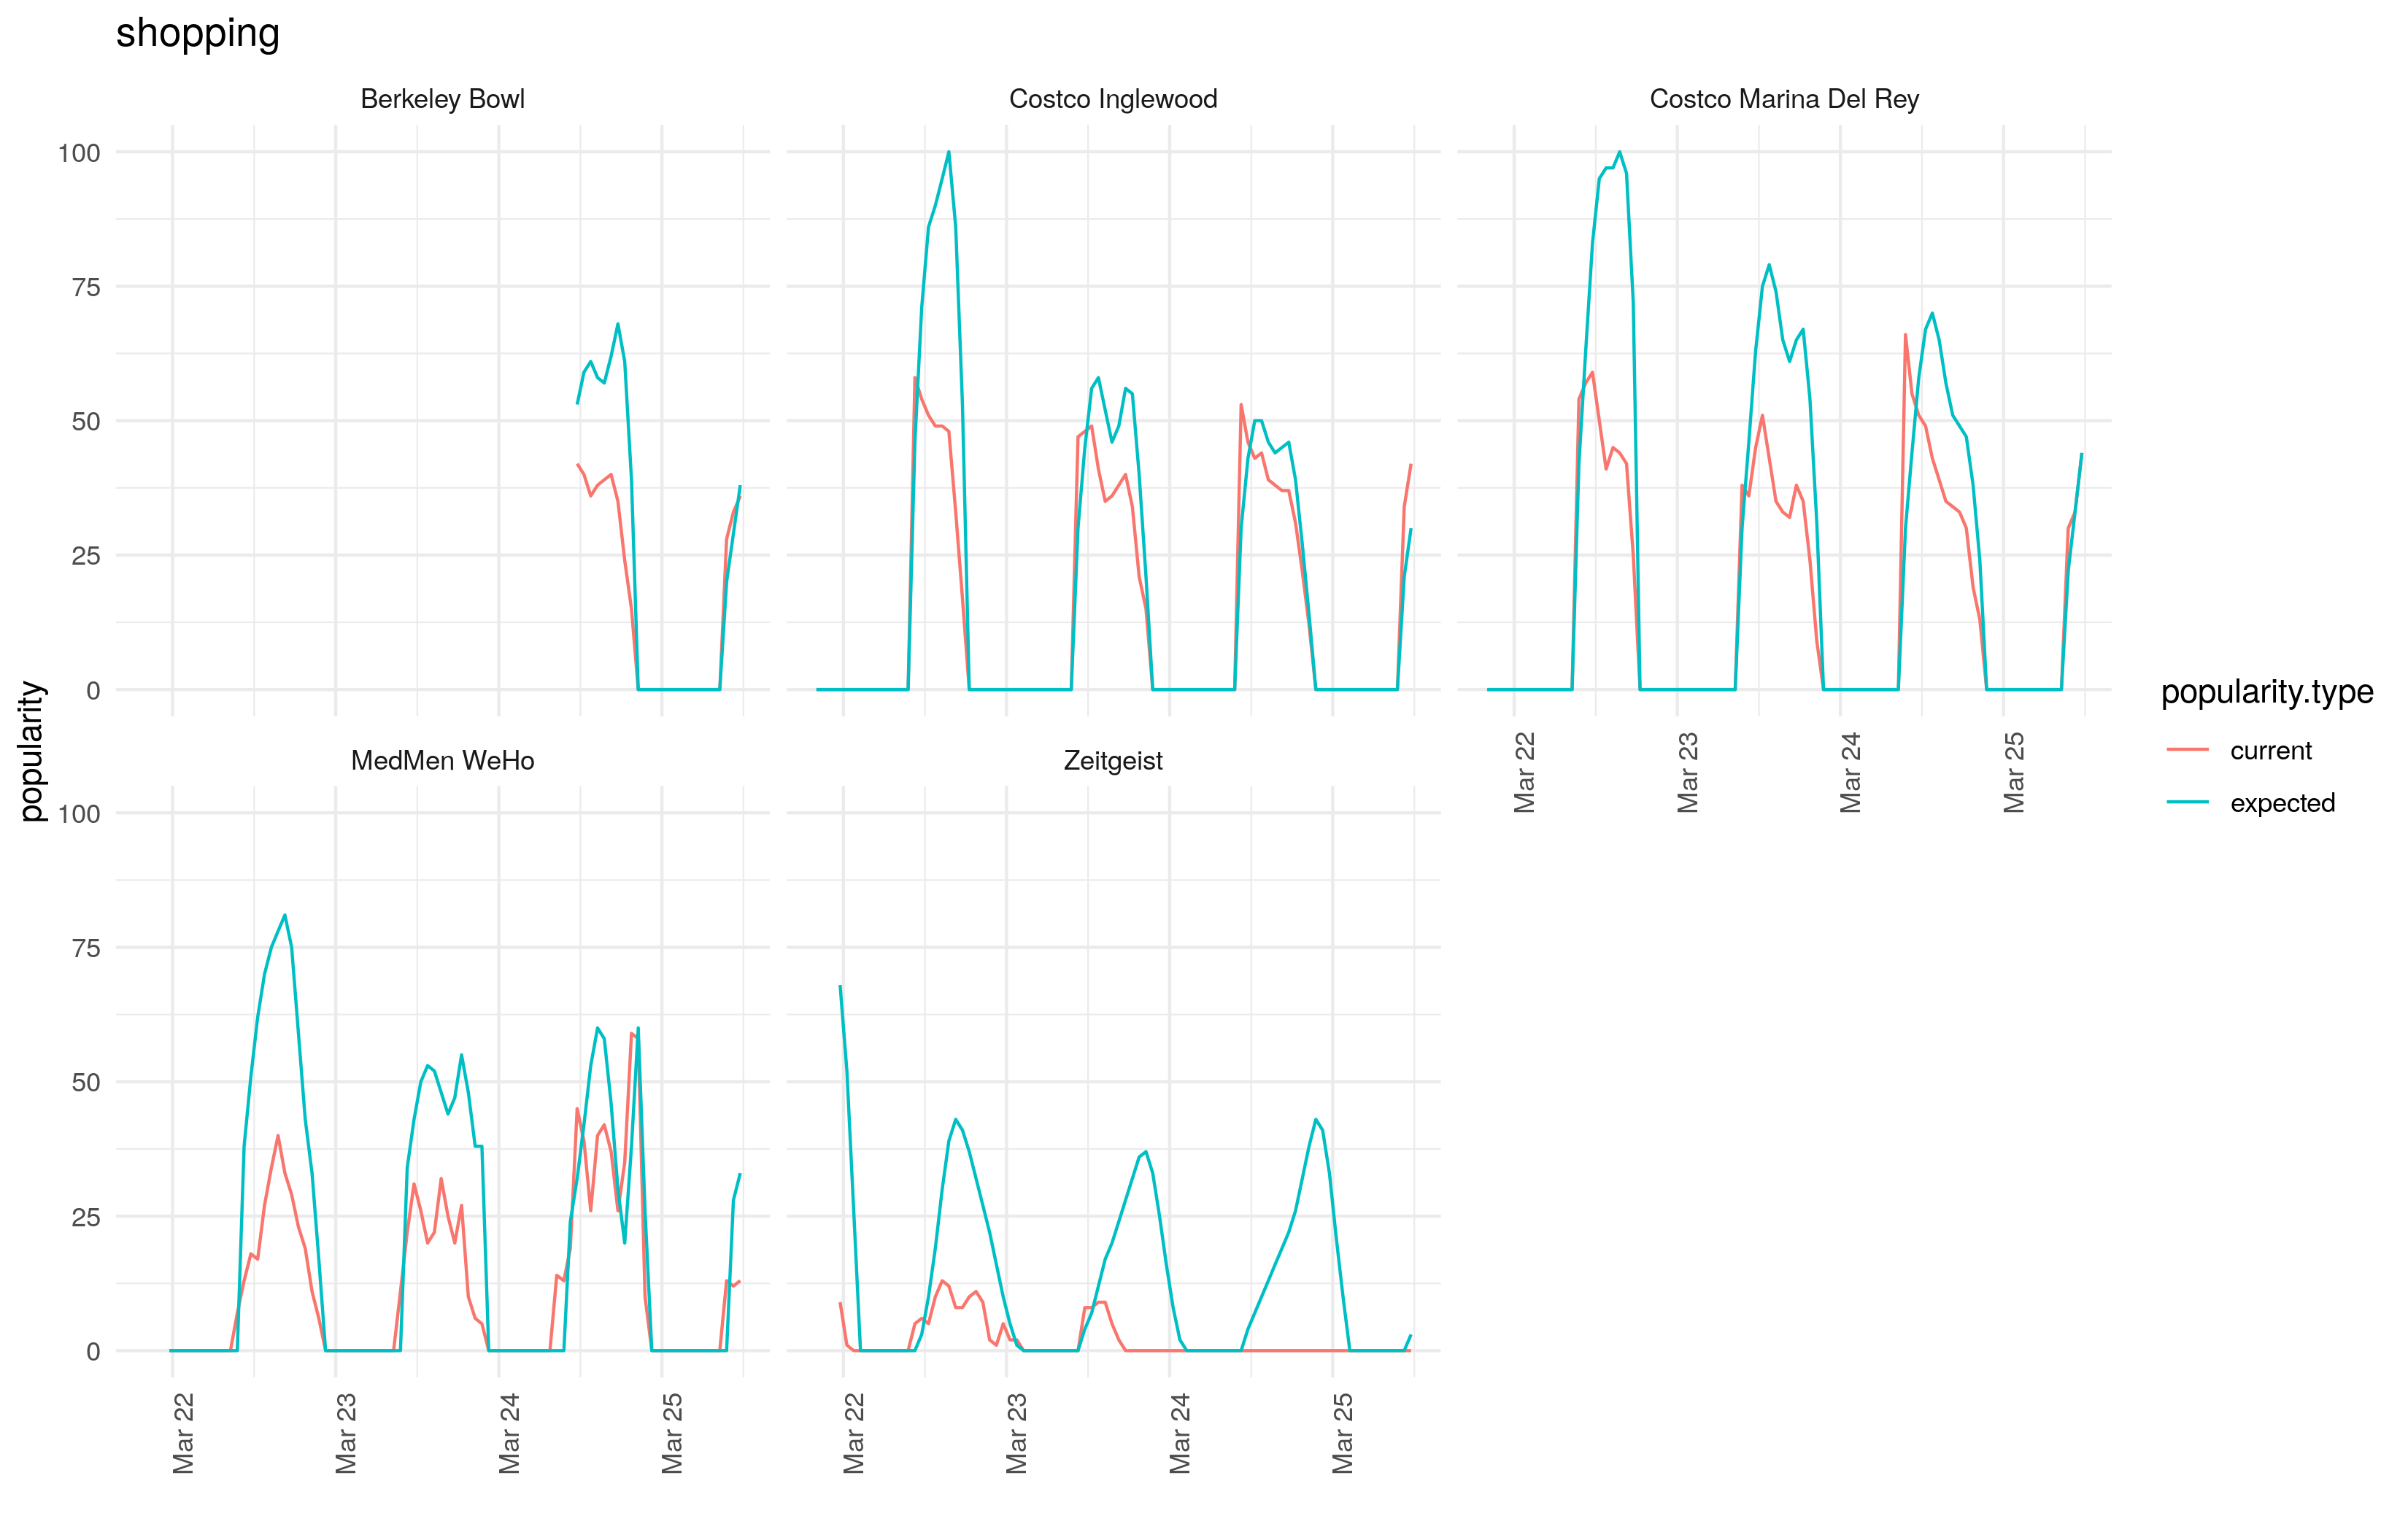 shopping
Berkeley Bowl
Costco Inglewood
Costco Marina Del Rey
100
75
50
25
0
Mar 22
Mar 23
Mar 24
Mar 25
popularity
MedMen WeHo
Zeitgeist
100
75
50
25
0
Mar 22
Mar 23
Mar 24
Mar 25
Mar 22
Mar 23
Mar 24
Mar 25
popularity.type
current
expected